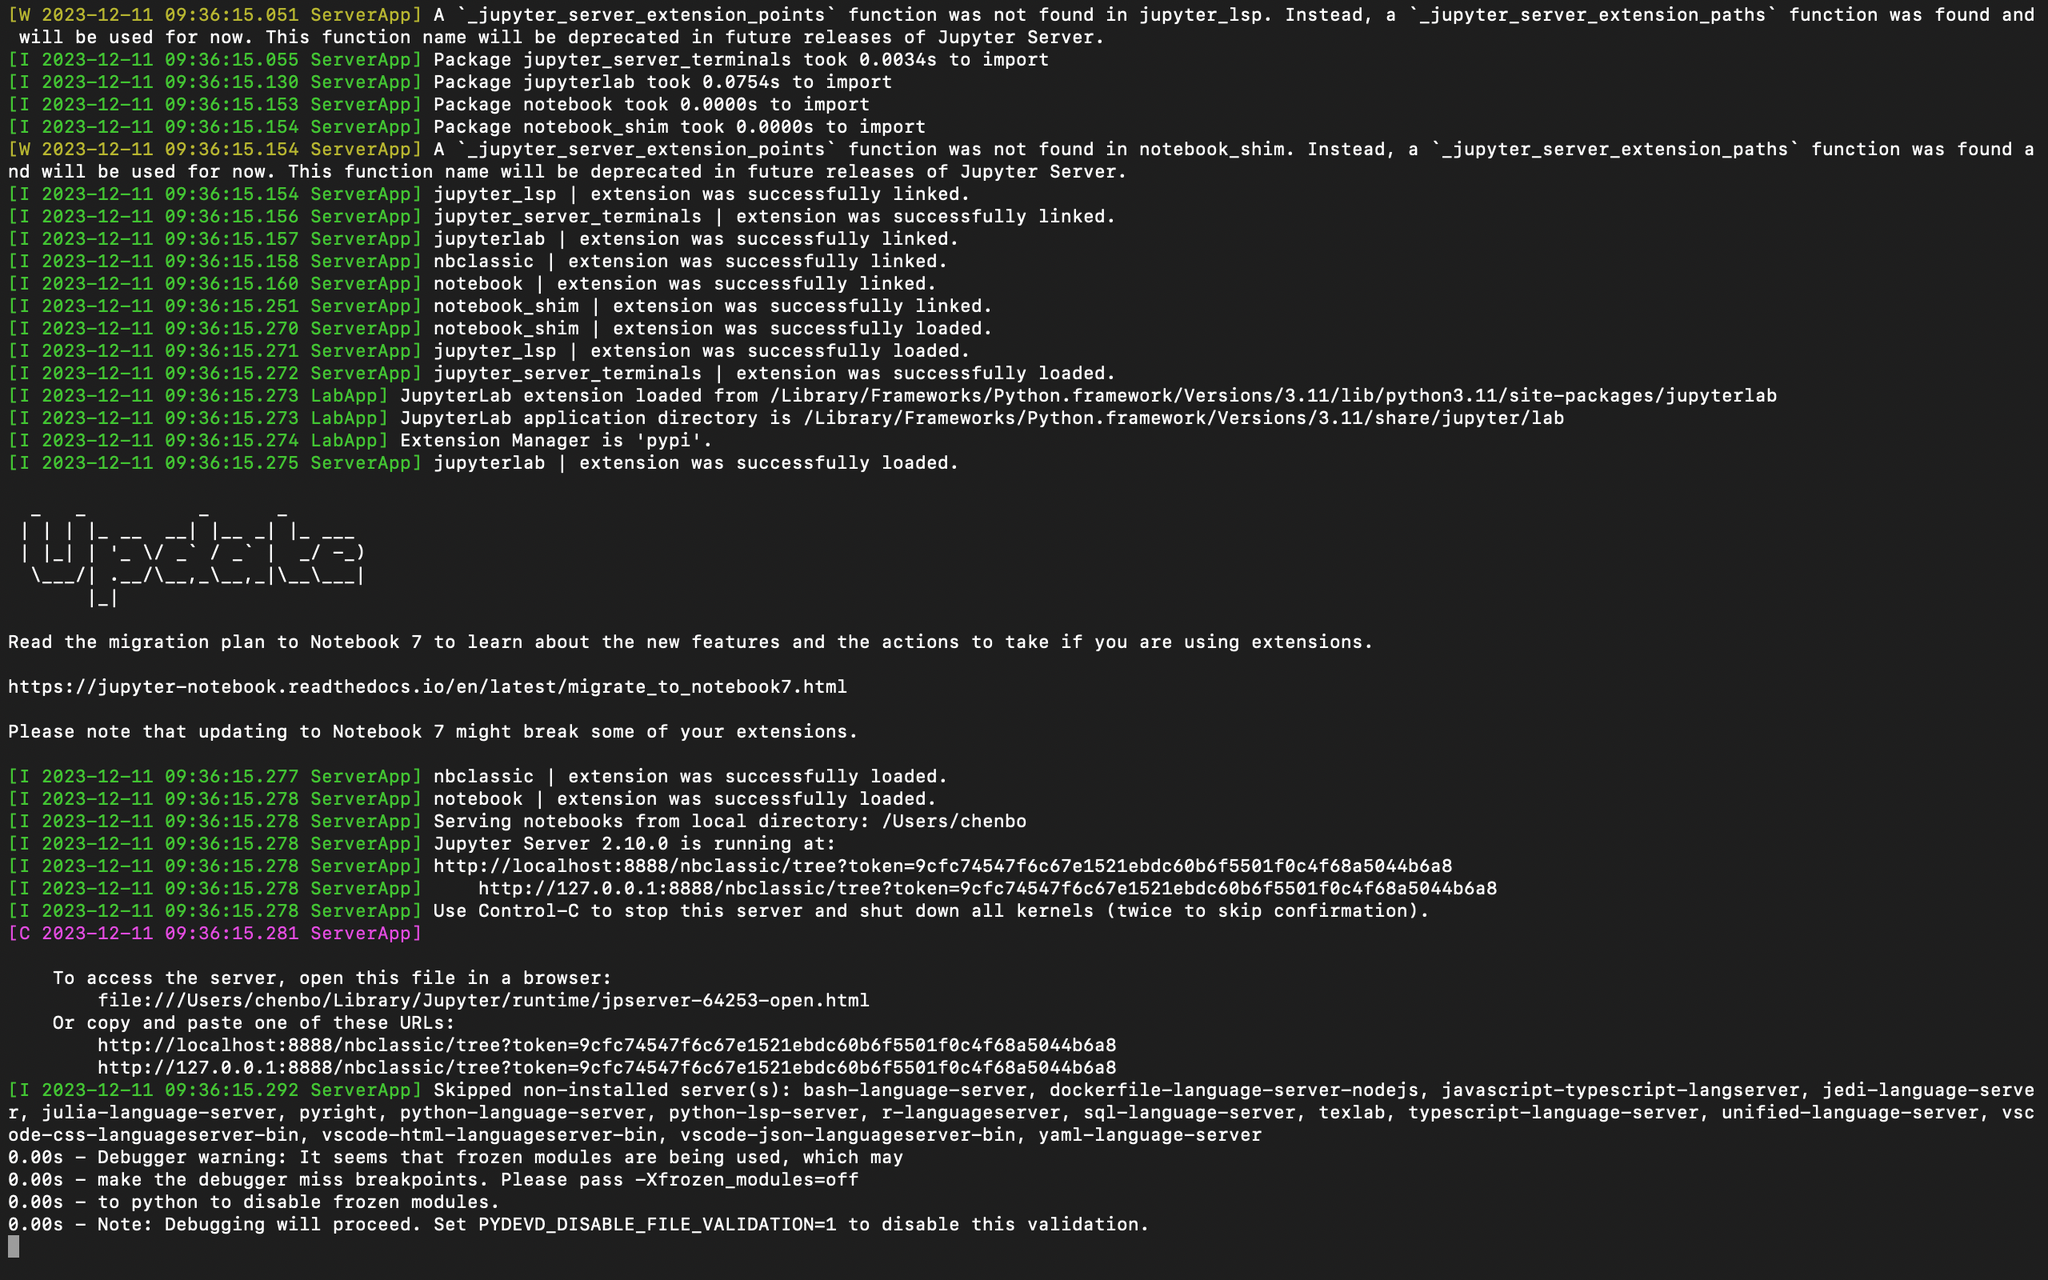 [W 2023-12-11 09:36:15.051 ServerApp] A `_jupyter_server_extension_points` function was not found in jupyter_lsp. Instead, a `_jupyter_server_extension_paths` function was found and
 will be used for now. This function name will be deprecated in future releases of Jupyter Server.
[I 2023-12-11 09:36:15.055 ServerApp] Package jupyter_server_terminals took 0.0034s to import
[I 2023-12-11 09:36:15.130 ServerApp] Package jupyterlab took 0.0754s to import
[I 2023-12-11 09:36:15.153 ServerApp] Package notebook took 0.0000s to import
[I 2023-12-11 09:36:15.154 ServerApp] Package notebook_shim took 0.0000s to import
[W 2023-12-11 09:36:15.154 ServerApp] A `_jupyter_server_extension_points` function was not found in notebook_shim. Instead, a `_jupyter_server_extension_paths` function was found a
nd will be used for now. This function name will be deprecated in future releases of Jupyter Server.
[I 2023-12-11 09:36:15.154 ServerApp] jupyter_lsp | extension was successfully linked.
[I 2023-12-11 09:36:15.156 ServerApp] jupyter_server_terminals | extension was successfully linked.
[I 2023-12-11 09:36:15.157 ServerApp] jupyterlab | extension was successfully linked.
[I 2023-12-11 09:36:15.158 ServerApp] nbclassic | extension was successfully linked.
[I 2023-12-11 09:36:15.160 ServerApp] notebook | extension was successfully linked.
[I 2023-12-11 09:36:15.251 ServerApp] notebook_shim | extension was successfully linked.
[I 2023-12-11 09:36:15.270 ServerApp] notebook_shim | extension was successfully loaded.
[I 2023-12-11 09:36:15.271 ServerApp] jupyter_lsp | extension was successfully loaded.
[I 2023-12-11 09:36:15.272 ServerApp] jupyter_server_terminals | extension was successfully loaded.
[I 2023-12-11 09:36:15.273 LabApp] JupyterLab extension loaded from /Library/Frameworks/Python.framework/Versions/3.11/lib/python3.11/site-packages/jupyterlab
[I 2023-12-11 09:36:15.273 LabApp] JupyterLab application directory is /Library/Frameworks/Python.framework/Versions/3.11/share/jupyter/lab
[I 2023-12-11 09:36:15.274 LabApp] Extension Manager is 'pypi'.
[I 2023-12-11 09:36:15.275 ServerApp] jupyterlab | extension was successfully loaded.
  _   _          _      _
 | | | |_ __  __| |__ _| |_ ___
 | |_| | '_ \/ _` / _` |  _/ -_)
  \___/| .__/\__,_\__,_|\__\___|
       |_|
Read the migration plan to Notebook 7 to learn about the new features and the actions to take if you are using extensions.
https://jupyter-notebook.readthedocs.io/en/latest/migrate_to_notebook7.html
Please note that updating to Notebook 7 might break some of your extensions.
[I 2023-12-11 09:36:15.277 ServerApp] nbclassic | extension was successfully loaded.
[I 2023-12-11 09:36:15.278 ServerApp] notebook | extension was successfully loaded.
[I 2023-12-11 09:36:15.278 ServerApp] Serving notebooks from local directory: /Users/chenbo
[I 2023-12-11 09:36:15.278 ServerApp] Jupyter Server 2.10.0 is running at:
[I 2023-12-11 09:36:15.278 ServerApp] http://localhost:8888/nbclassic/tree?token=9cfc74547f6c67e1521ebdc60b6f5501f0c4f68a5044b6a8
[I 2023-12-11 09:36:15.278 ServerApp]     http://127.0.0.1:8888/nbclassic/tree?token=9cfc74547f6c67e1521ebdc60b6f5501f0c4f68a5044b6a8
[I 2023-12-11 09:36:15.278 ServerApp] Use Control-C to stop this server and shut down all kernels (twice to skip confirmation).
[C 2023-12-11 09:36:15.281 ServerApp]
    To access the server, open this file in a browser:
        file:///Users/chenbo/Library/Jupyter/runtime/jpserver-64253-open.html
    Or copy and paste one of these URLs:
        http://localhost:8888/nbclassic/tree?token=9cfc74547f6c67e1521ebdc60b6f5501f0c4f68a5044b6a8
        http://127.0.0.1:8888/nbclassic/tree?token=9cfc74547f6c67e1521ebdc60b6f5501f0c4f68a5044b6a8
[I 2023-12-11 09:36:15.292 ServerApp] Skipped non-installed server(s): bash-language-server, dockerfile-language-server-nodejs, javascript-typescript-langserver, jedi-language-serve
r, julia-language-server, pyright, python-language-server, python-lsp-server, r-languageserver, sql-language-server, texlab, typescript-language-server, unified-language-server, vsc
ode-css-languageserver-bin, vscode-html-languageserver-bin, vscode-json-languageserver-bin, yaml-language-server
0.00s - Debugger warning: It seems that frozen modules are being used, which may
0.00s - make the debugger miss breakpoints. Please pass -Xfrozen_modules=off
0.00s - to python to disable frozen modules.
0.00s - Note: Debugging will proceed. Set PYDEVD_DISABLE_FILE_VALIDATION=1 to disable this validation.